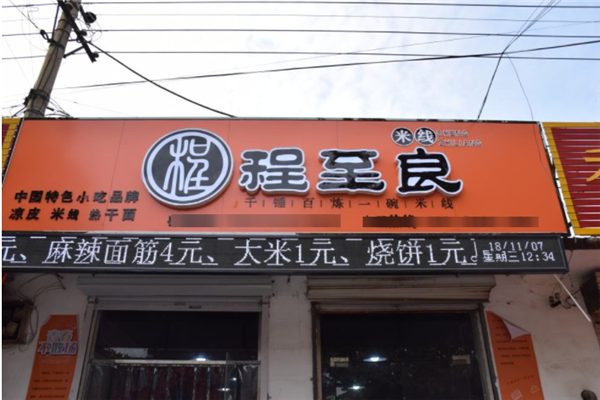 米线
程 程至良
千锤百炼一碗米线
中国特色小吃品牌
凉皮 米线 热干面
元、麻辣面筋4元、大米1元、烧饼1元
18/11/07
星期三12:34